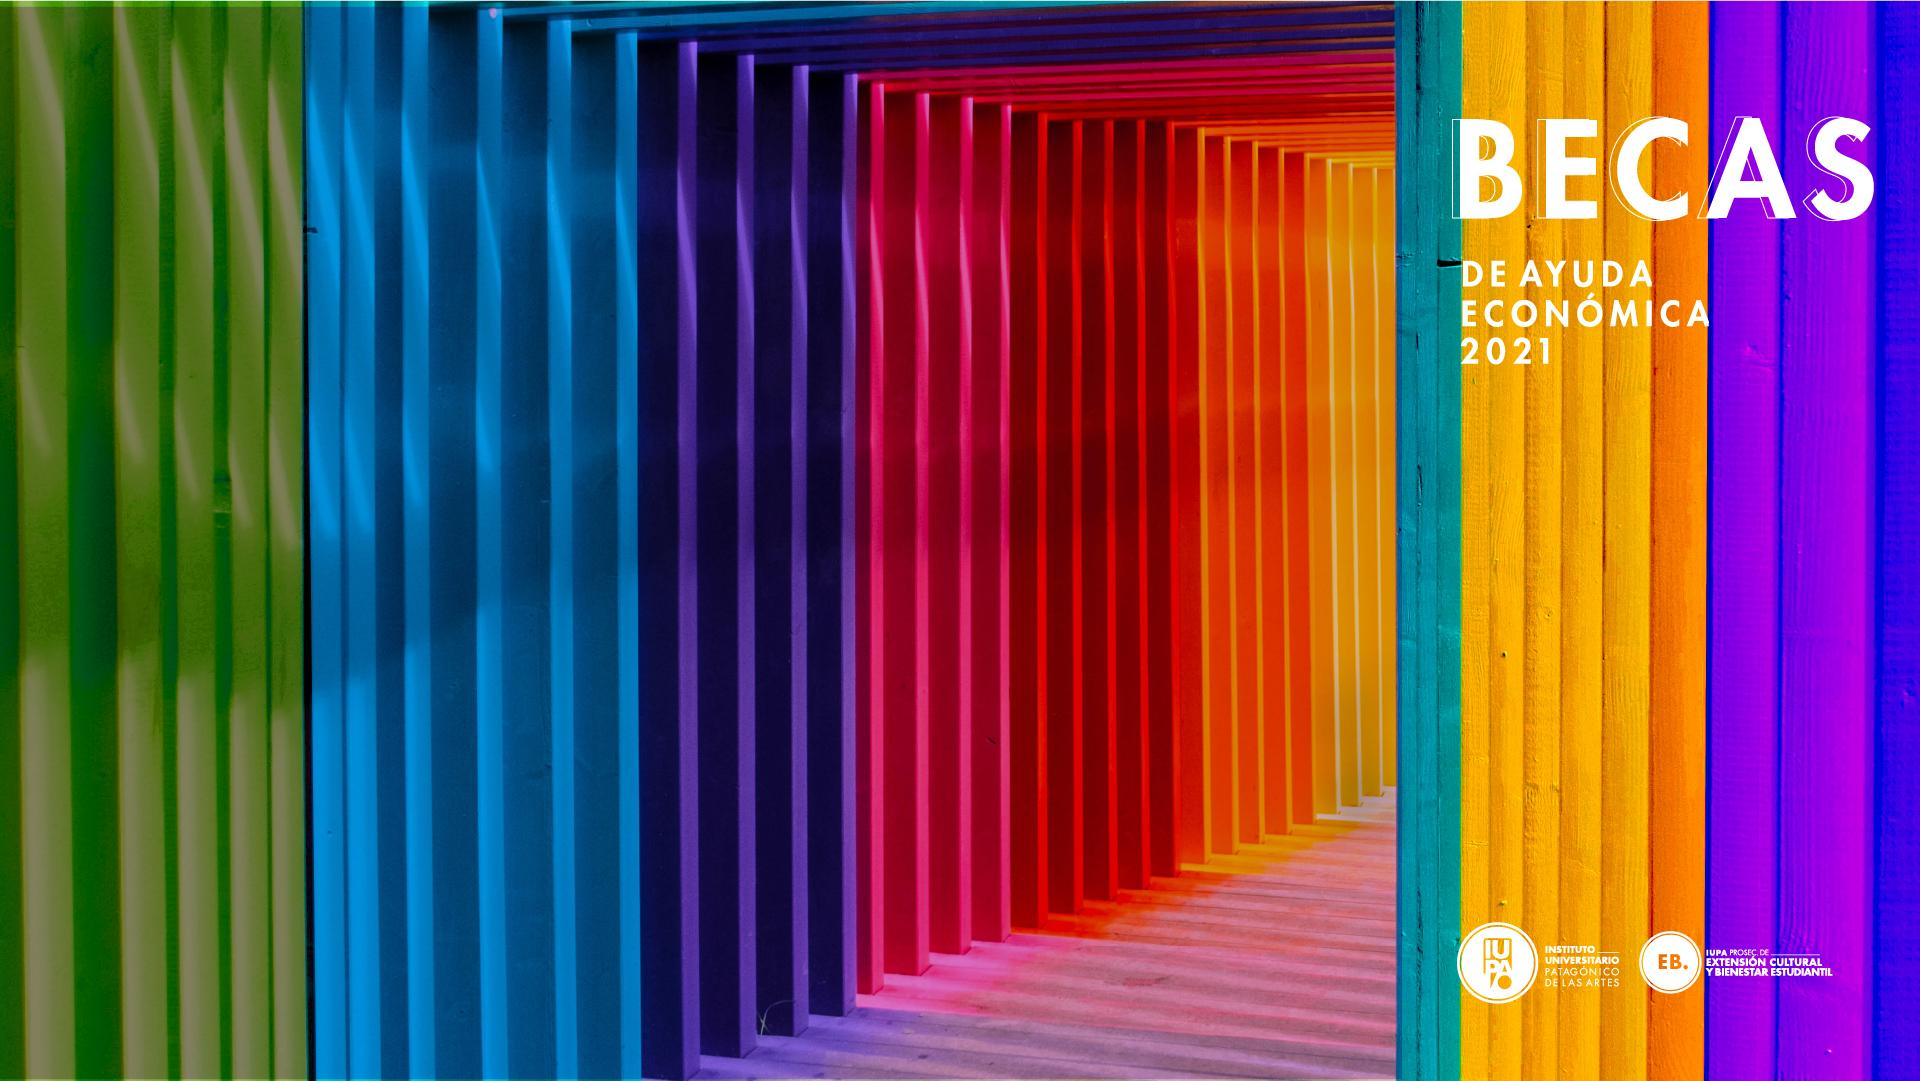 BECAS
DE AYUDA
ECONÓMICA
2021
IUPA
INSTITUTO
UNIVERSITARIO
PATAGÓNICO
DE LAS ARTES
EB.
IUPA PROSEC. DE
EXTENSIÓN CULTURAL
Y BIENESTAR ESTUDIANTIL